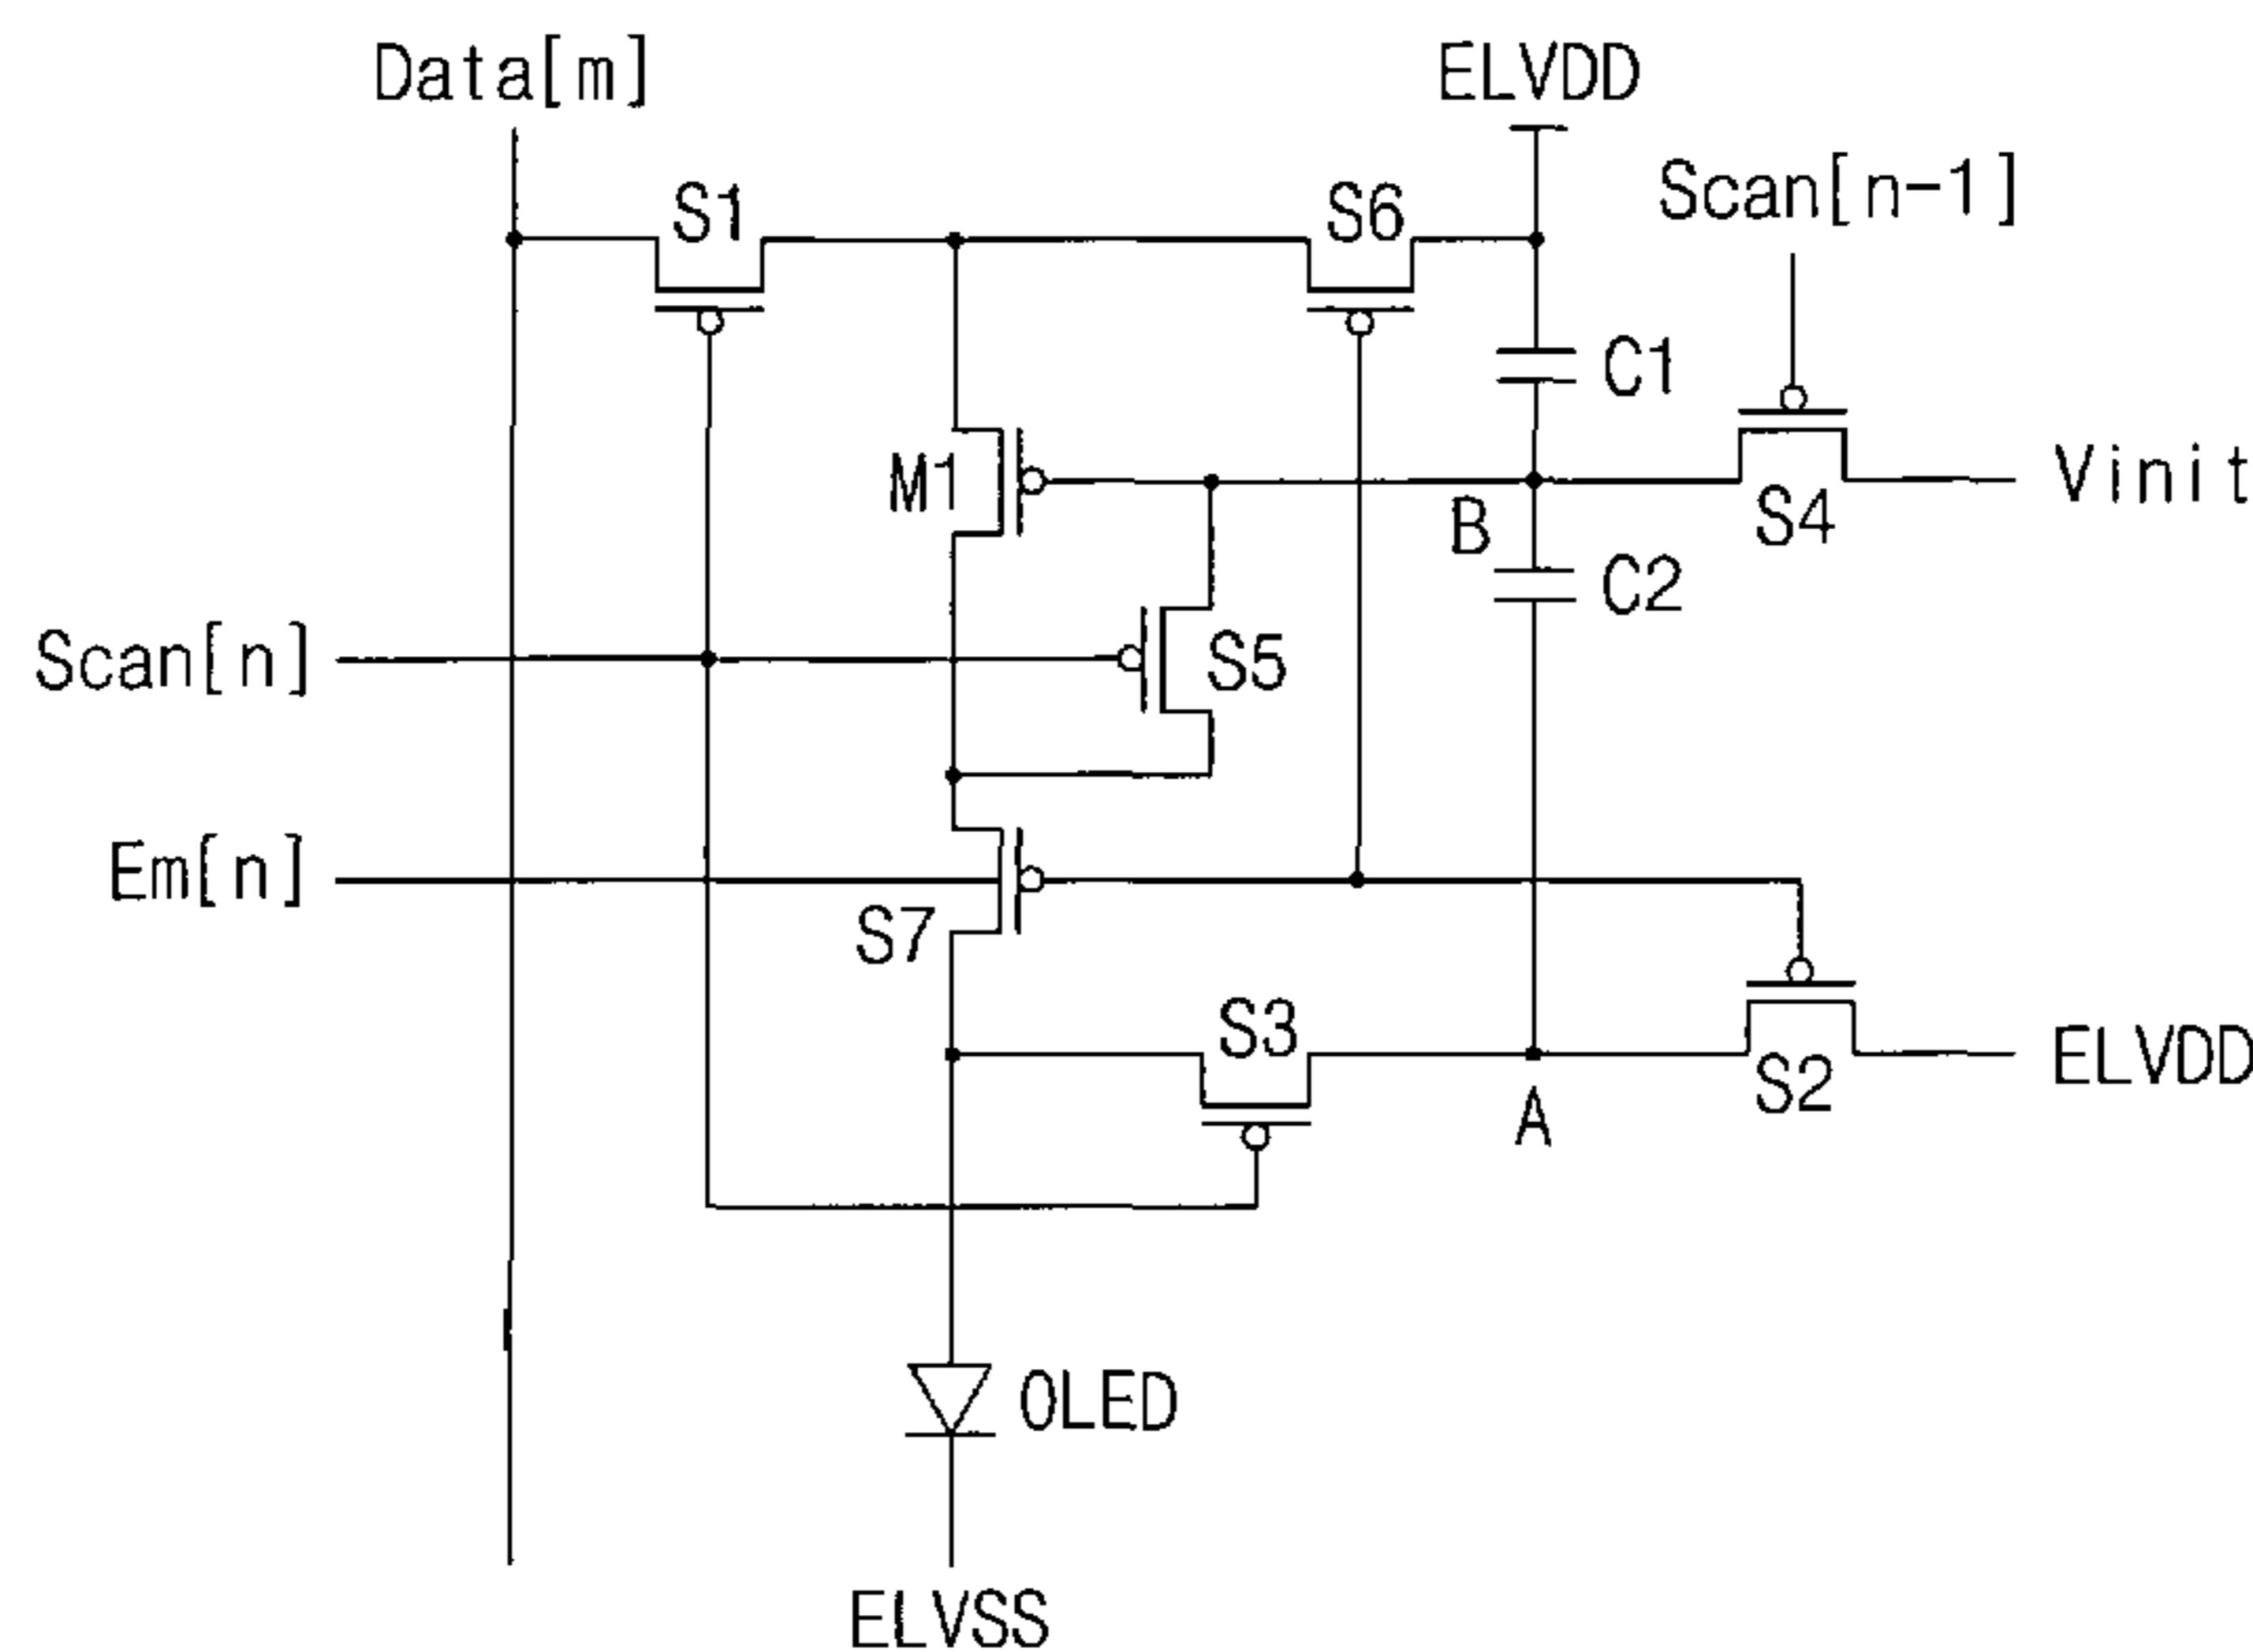 Data[m]
ELVDD
Scan[n-1]
S1
S6
C1
M1
Vinit
B
S4
C2
Scan[n]
S5
Em[n]
S7
S3
ELVDD
S2
A
OLED
ELVSS